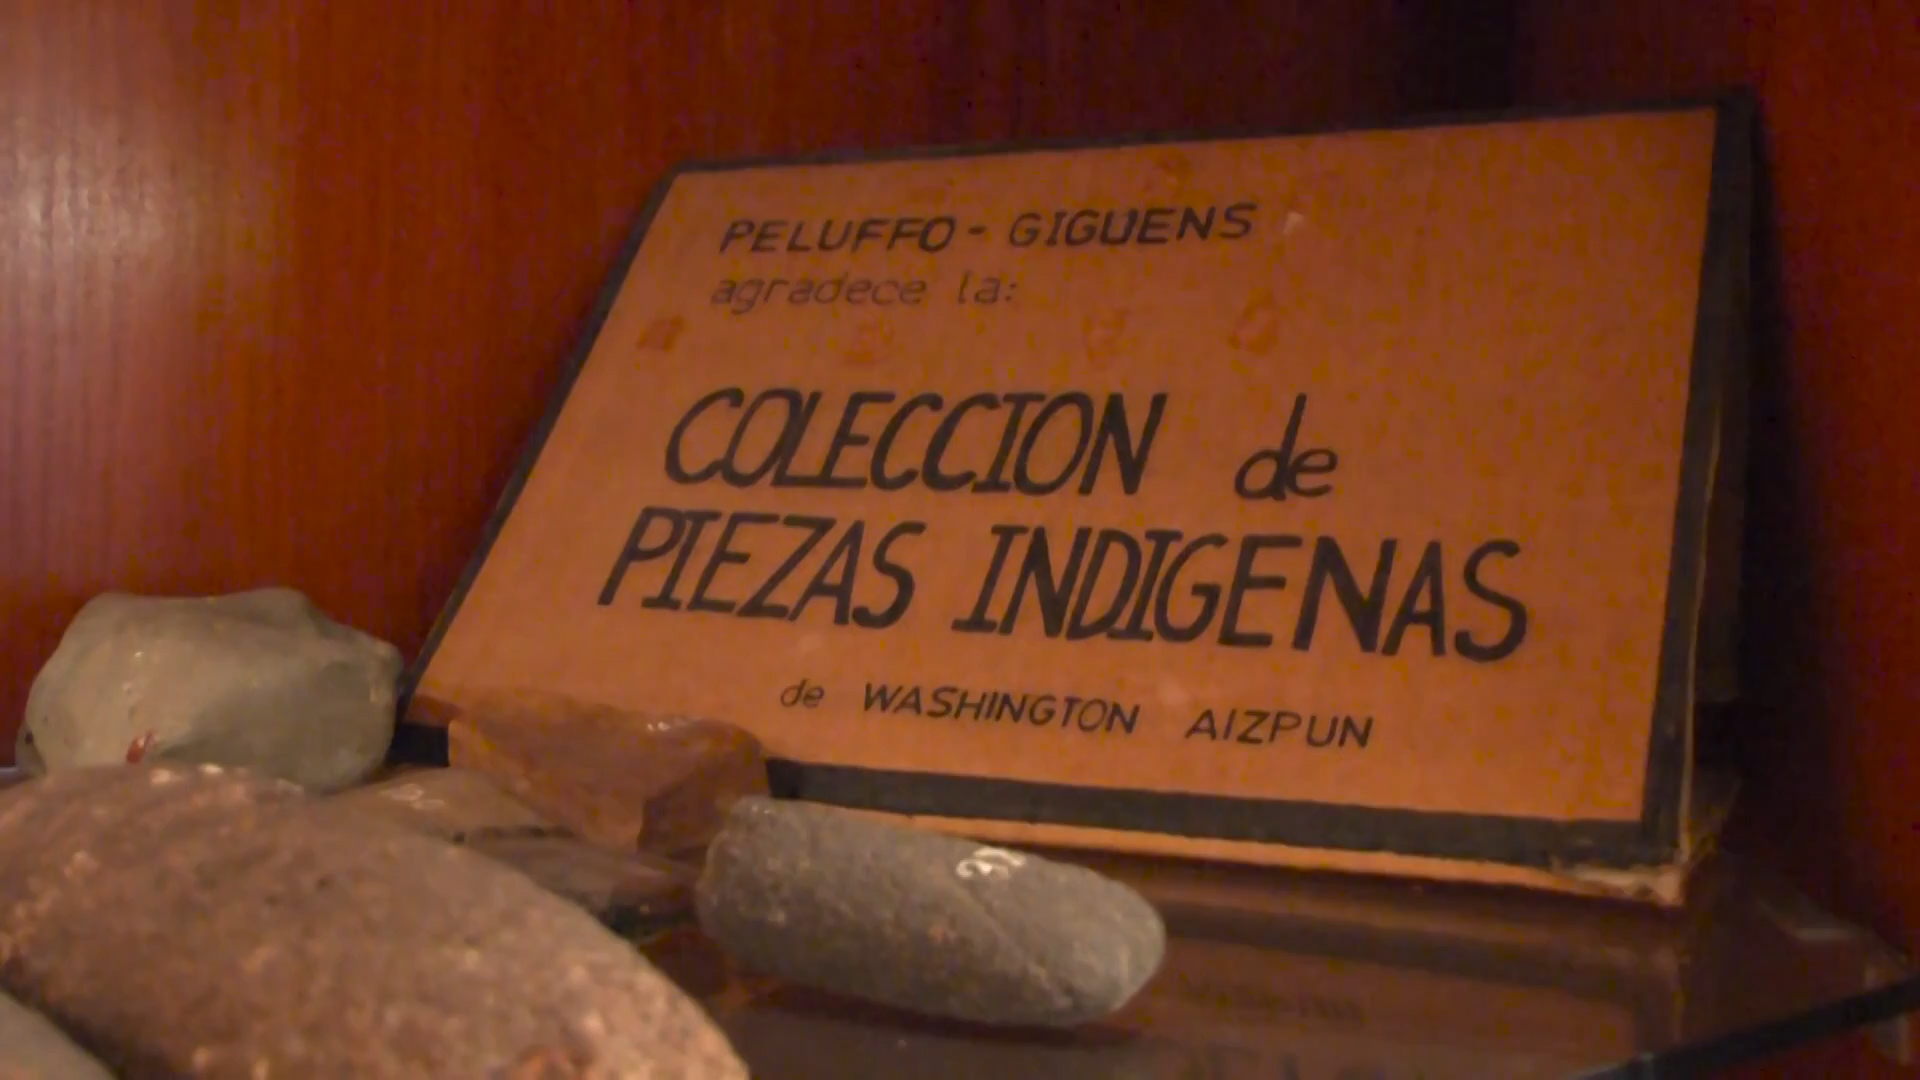 PELUFFO - GIGUENS
agradece la:
COLECCION de
PIEZAS INDIGENAS
de WASHINGTON AIZPUN